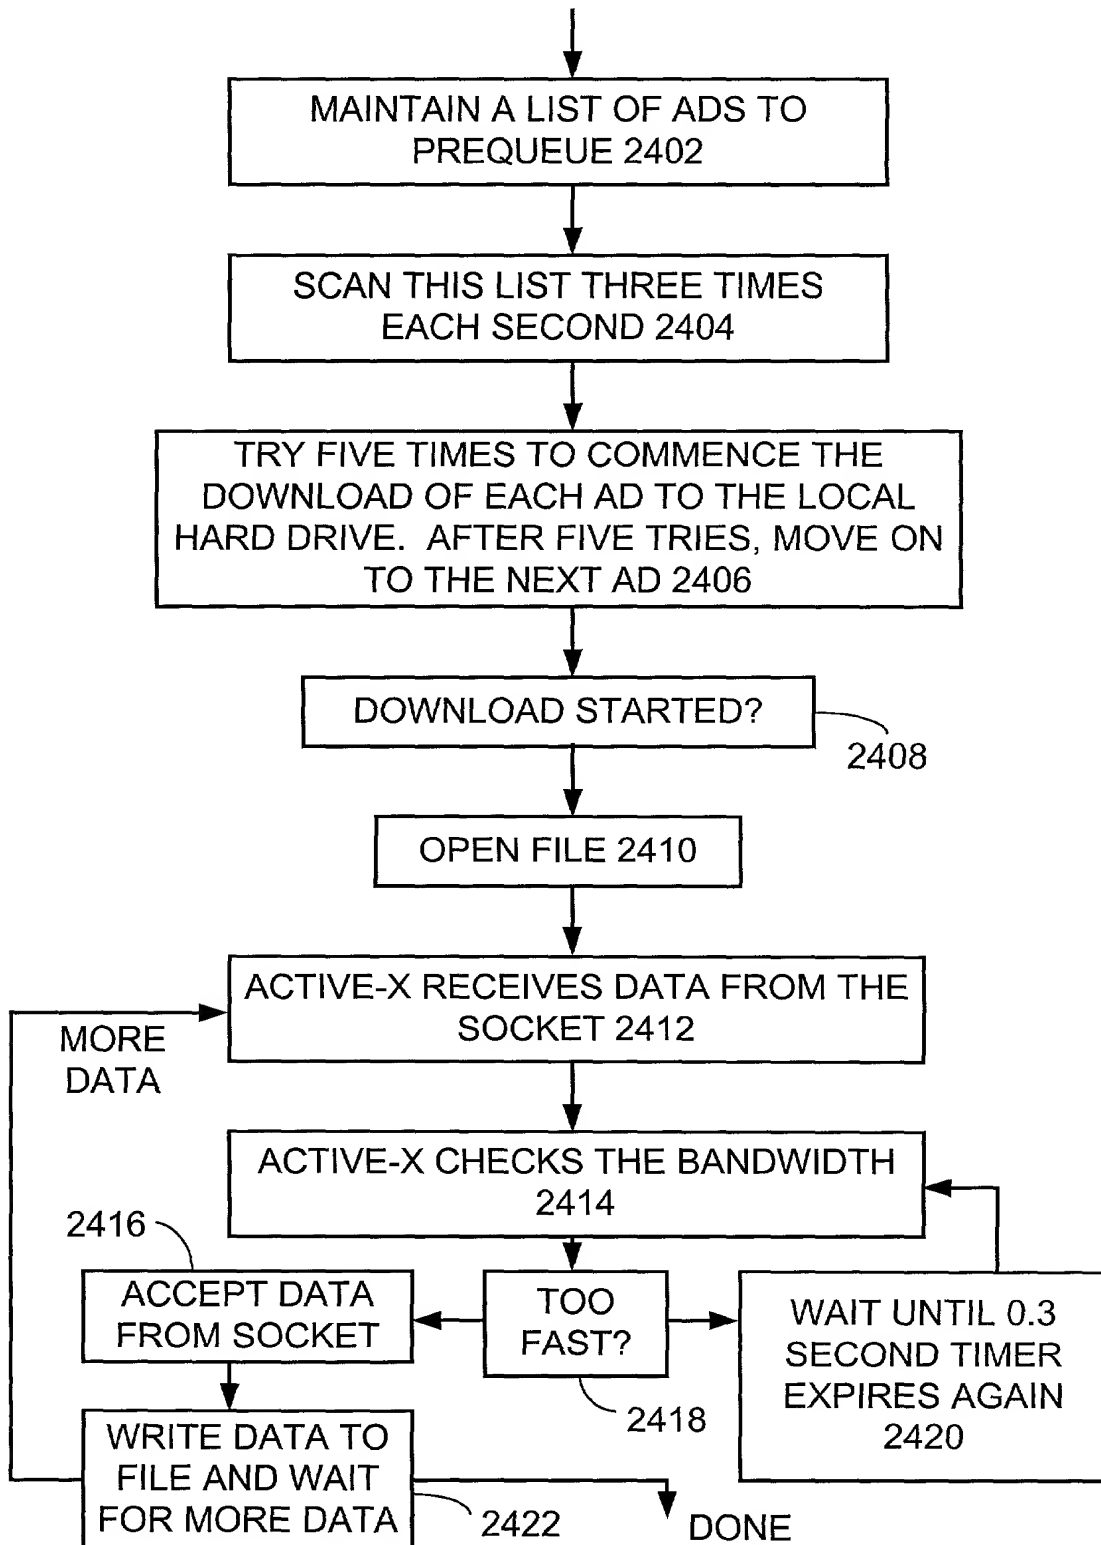 MAINTAIN A LIST OF ADS TO
PREQUEUE 2402
SCAN THIS LIST THREE TIMES
EACH SECOND 2404
TRY FIVE TIMES TO COMMENCE THE
DOWNLOAD OF EACH AD TO THE LOCAL
HARD DRIVE. AFTER FIVE TRIES, MOVE ON
TO THE NEXT AD 2406
DOWNLOAD STARTED?
2408
OPEN FILE 2410
ACTIVE-X RECEIVES DATA FROM THE
SOCKET 2412
MORE
DATA
ACTIVE-X CHECKS THE BANDWIDTH
2414
2416
ACCEPT DATA
FROM SOCKET
TOO
FAST?
2418
WAIT UNTIL 0.3
SECOND TIMER
EXPIRES AGAIN
2420
WRITE DATA TO
FILE AND WAIT
FOR MORE DATA
2422
DONE